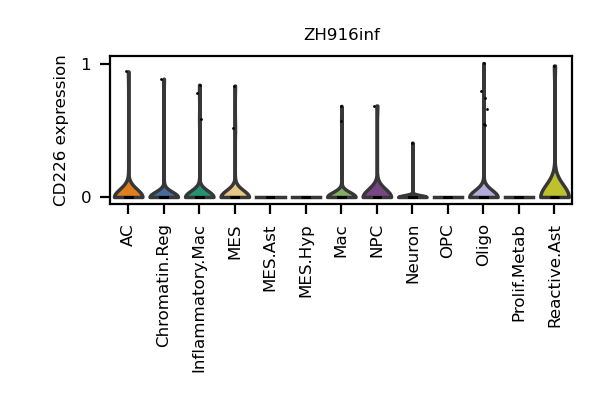 ZH916inf
CD226 expression
1
0
AC
Chromatin.Reg
Inflammatory.Mac
MES
MES.Ast
MES.Hyp
Mac
NPC
Neuron
OPC
Oligo
Prolif.Metab
Reactive.Ast